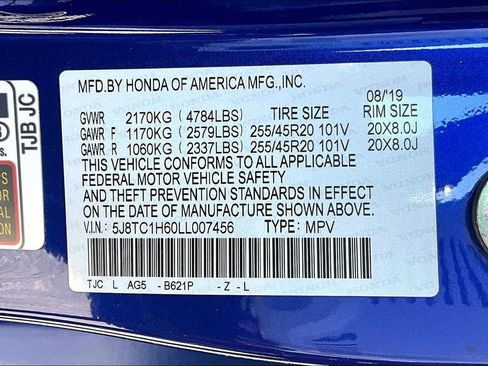 MFD.BY HONDA OF AMERICA MFG.,INC.
08/'19
GVWR 2170KG (4784LBS) TIRE SIZE RIM SIZE
GAWR F 1170KG (2579LBS) 255/45R20 101V 20X8.0J
GAWR R 1060KG (2337LBS) 255/45R20 101V 20X8.0J
THIS VEHICLE CONFORMS TO ALL APPLICABLE
FEDERAL MOTOR VEHICLE SAFETY
AND THEFT PREVENTION STANDARDS IN EFFECT
ON THE DATE OF MANUFACTURE SHOWN ABOVE.
V.I.N.: 5J8TC1H60LL007456 TYPE: MPV
TJC L AG5 - B621P - Z - L
TJB JC